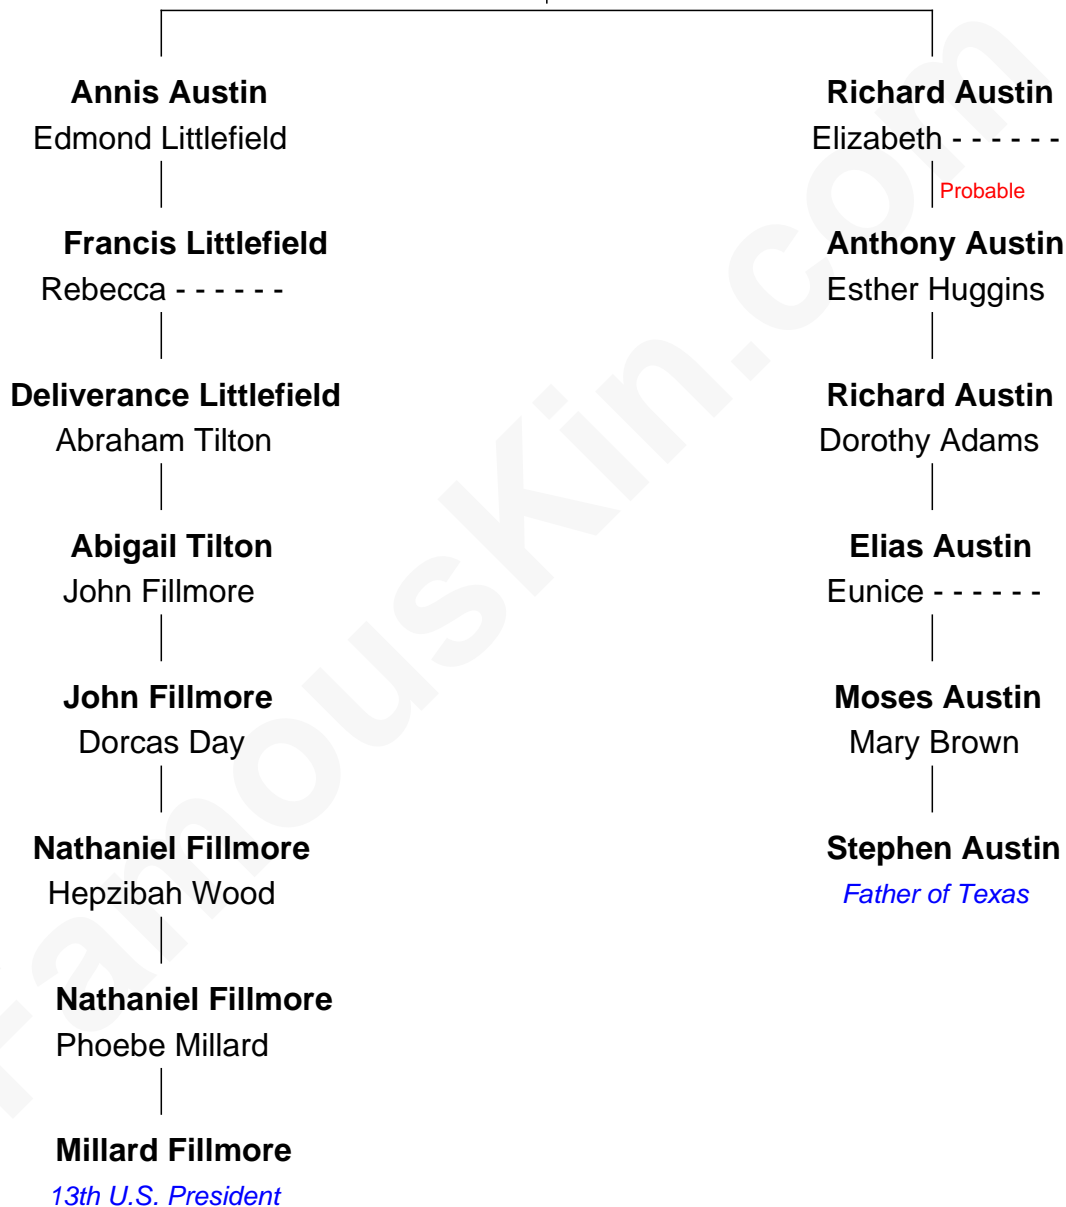 Annis Austin
Edmond Littlefield
Francis Littlefield
Rebecca - - - - - -
Deliverance Littlefield
Abraham Tilton
Abigail Tilton
John Fillmore
John Fillmore
Dorcas Day
Nathaniel Fillmore
Hepzibah Wood
Nathaniel Fillmore
Phoebe Millard
Millard Fillmore
13th U.S. President
Richard Austin
Elizabeth - - - - - -
Probable
Anthony Austin
Esther Huggins
Richard Austin
Dorothy Adams
Elias Austin
Eunice - - - - - -
Moses Austin
Mary Brown
Stephen Austin
Father of Texas
FamousKin.com